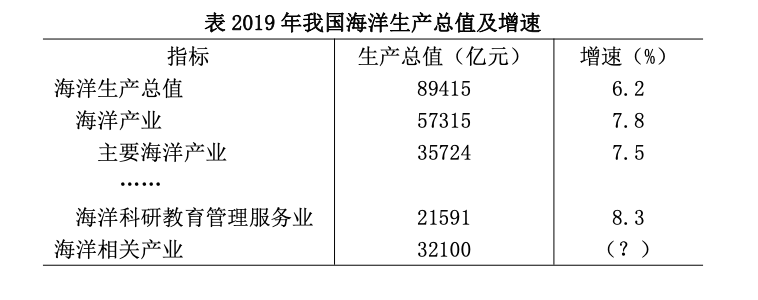 表 2019 年我国海洋生产总值及增速
指标 生产总值（亿元） 增速（%）
海洋生产总值 89415 6.2
海洋产业 57315 7.8
主要海洋产业 35724 7.5
……
海洋科研教育管理服务业 21591 8.3
海洋相关产业 32100 （？）